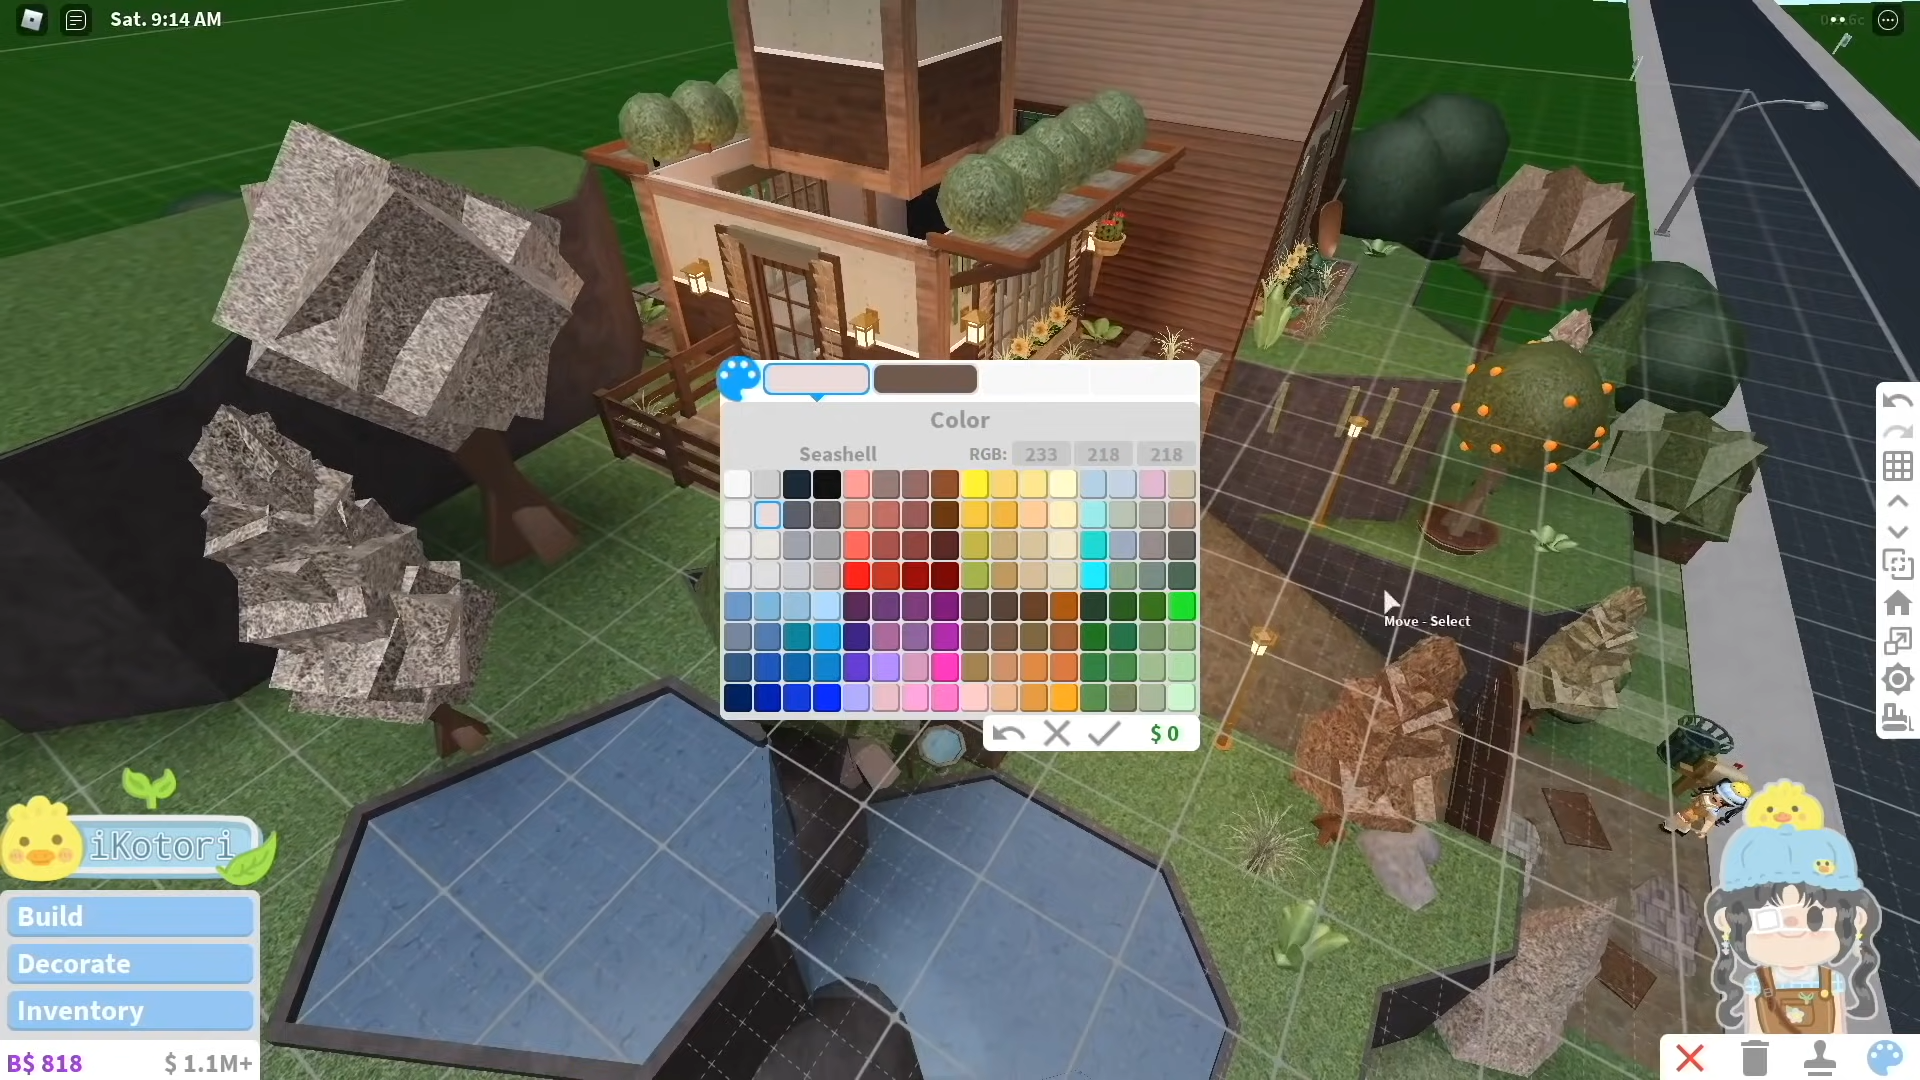 Sat. 9:14 AM
Color
Seashell RGB: 233 218 218
Move - Select
$ 0
iKotori
Build
Decorate
Inventory
B$ 818 $ 1.1M+